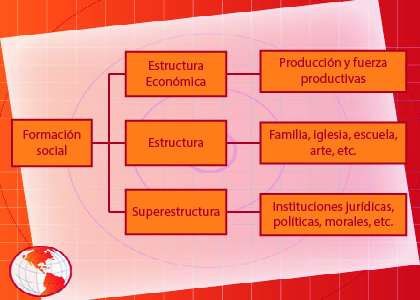 Formación
social
Estructura
Económica
Producción y fuerza
productivas
Estructura
Familia, iglesia, escuela,
arte, etc.
Superestructura
Instituciones jurídicas,
políticas, morales, etc.